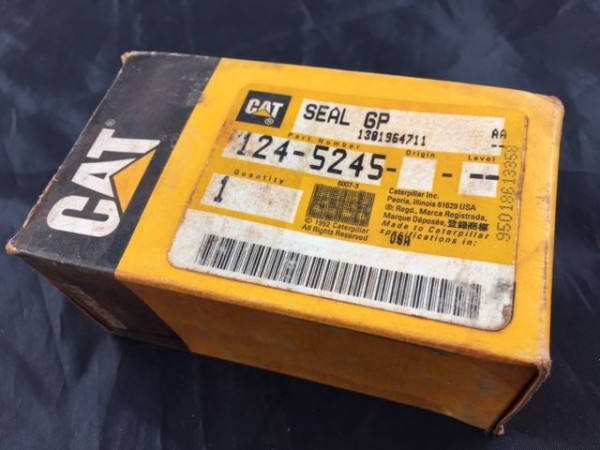 CAT
CAT SEAL GP AA
1301964711 --
Part Number Origin Level
124-5245- - --
Quantity
1
6007-3
© 1992 Caterpillar
All Rights Reserved
Caterpillar Inc.
Peoria, Illinois 61629 USA
® Regd., Marca Registrada,
Marque Déposée, 登録商標
Made to Caterpillar
specifications in:
USA
95018613358